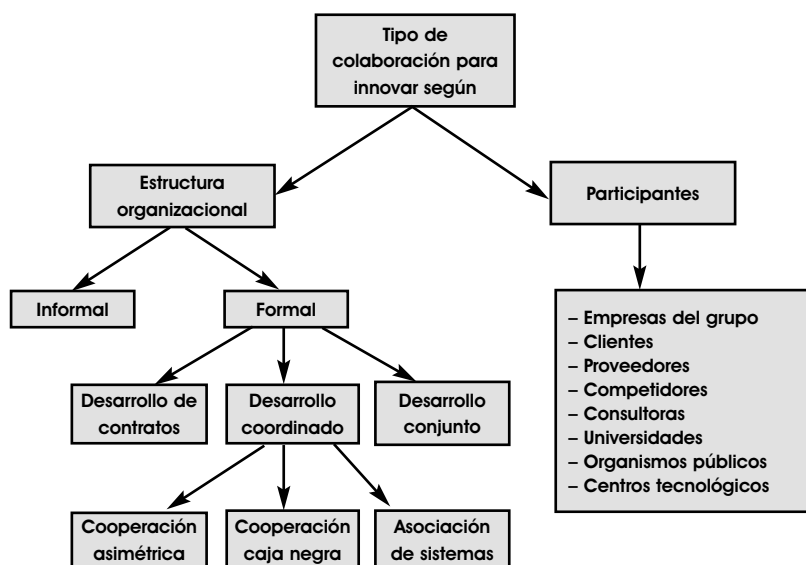 Tipo de
colaboración para
innovar según
Estructura
organizacional
Participantes
Informal
Formal
– Empresas del grupo
– Clientes
– Proveedores
– Competidores
– Consultoras
– Universidades
– Organismos públicos
– Centros tecnológicos
Desarrollo de
contratos
Desarrollo
coordinado
Desarrollo
conjunto
Cooperación
asimétrica
Cooperación
caja negra
Asociación
de sistemas